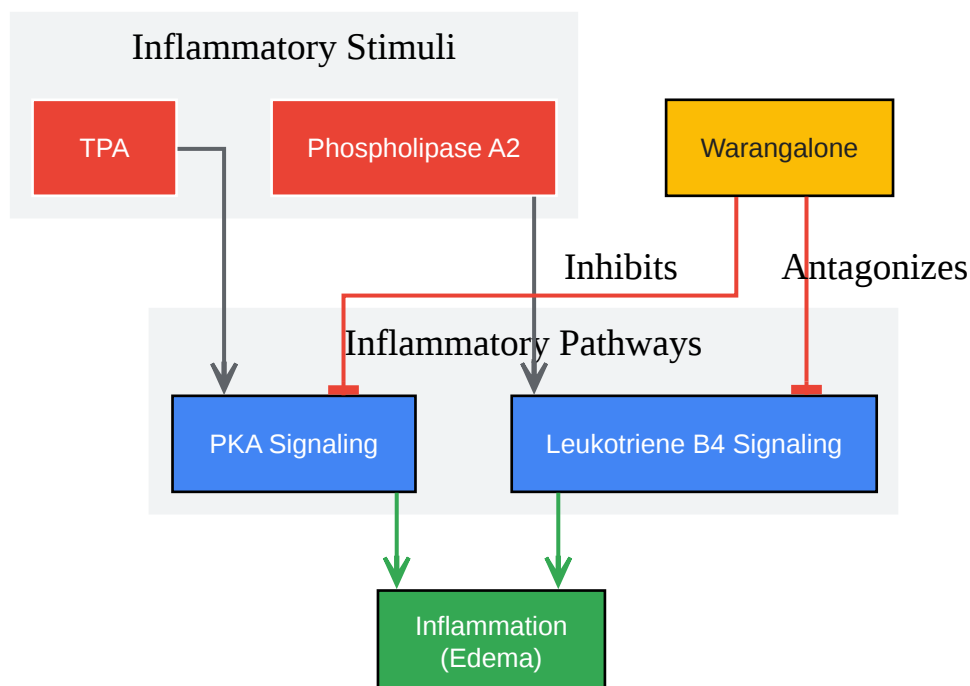 Inflammatory Stimuli
TPA
Phospholipase A2
Warangalone
Inhibits
Antagonizes
Inflammatory Pathways
PKA Signaling
Leukotriene B4 Signaling
Inflammation
(Edema)